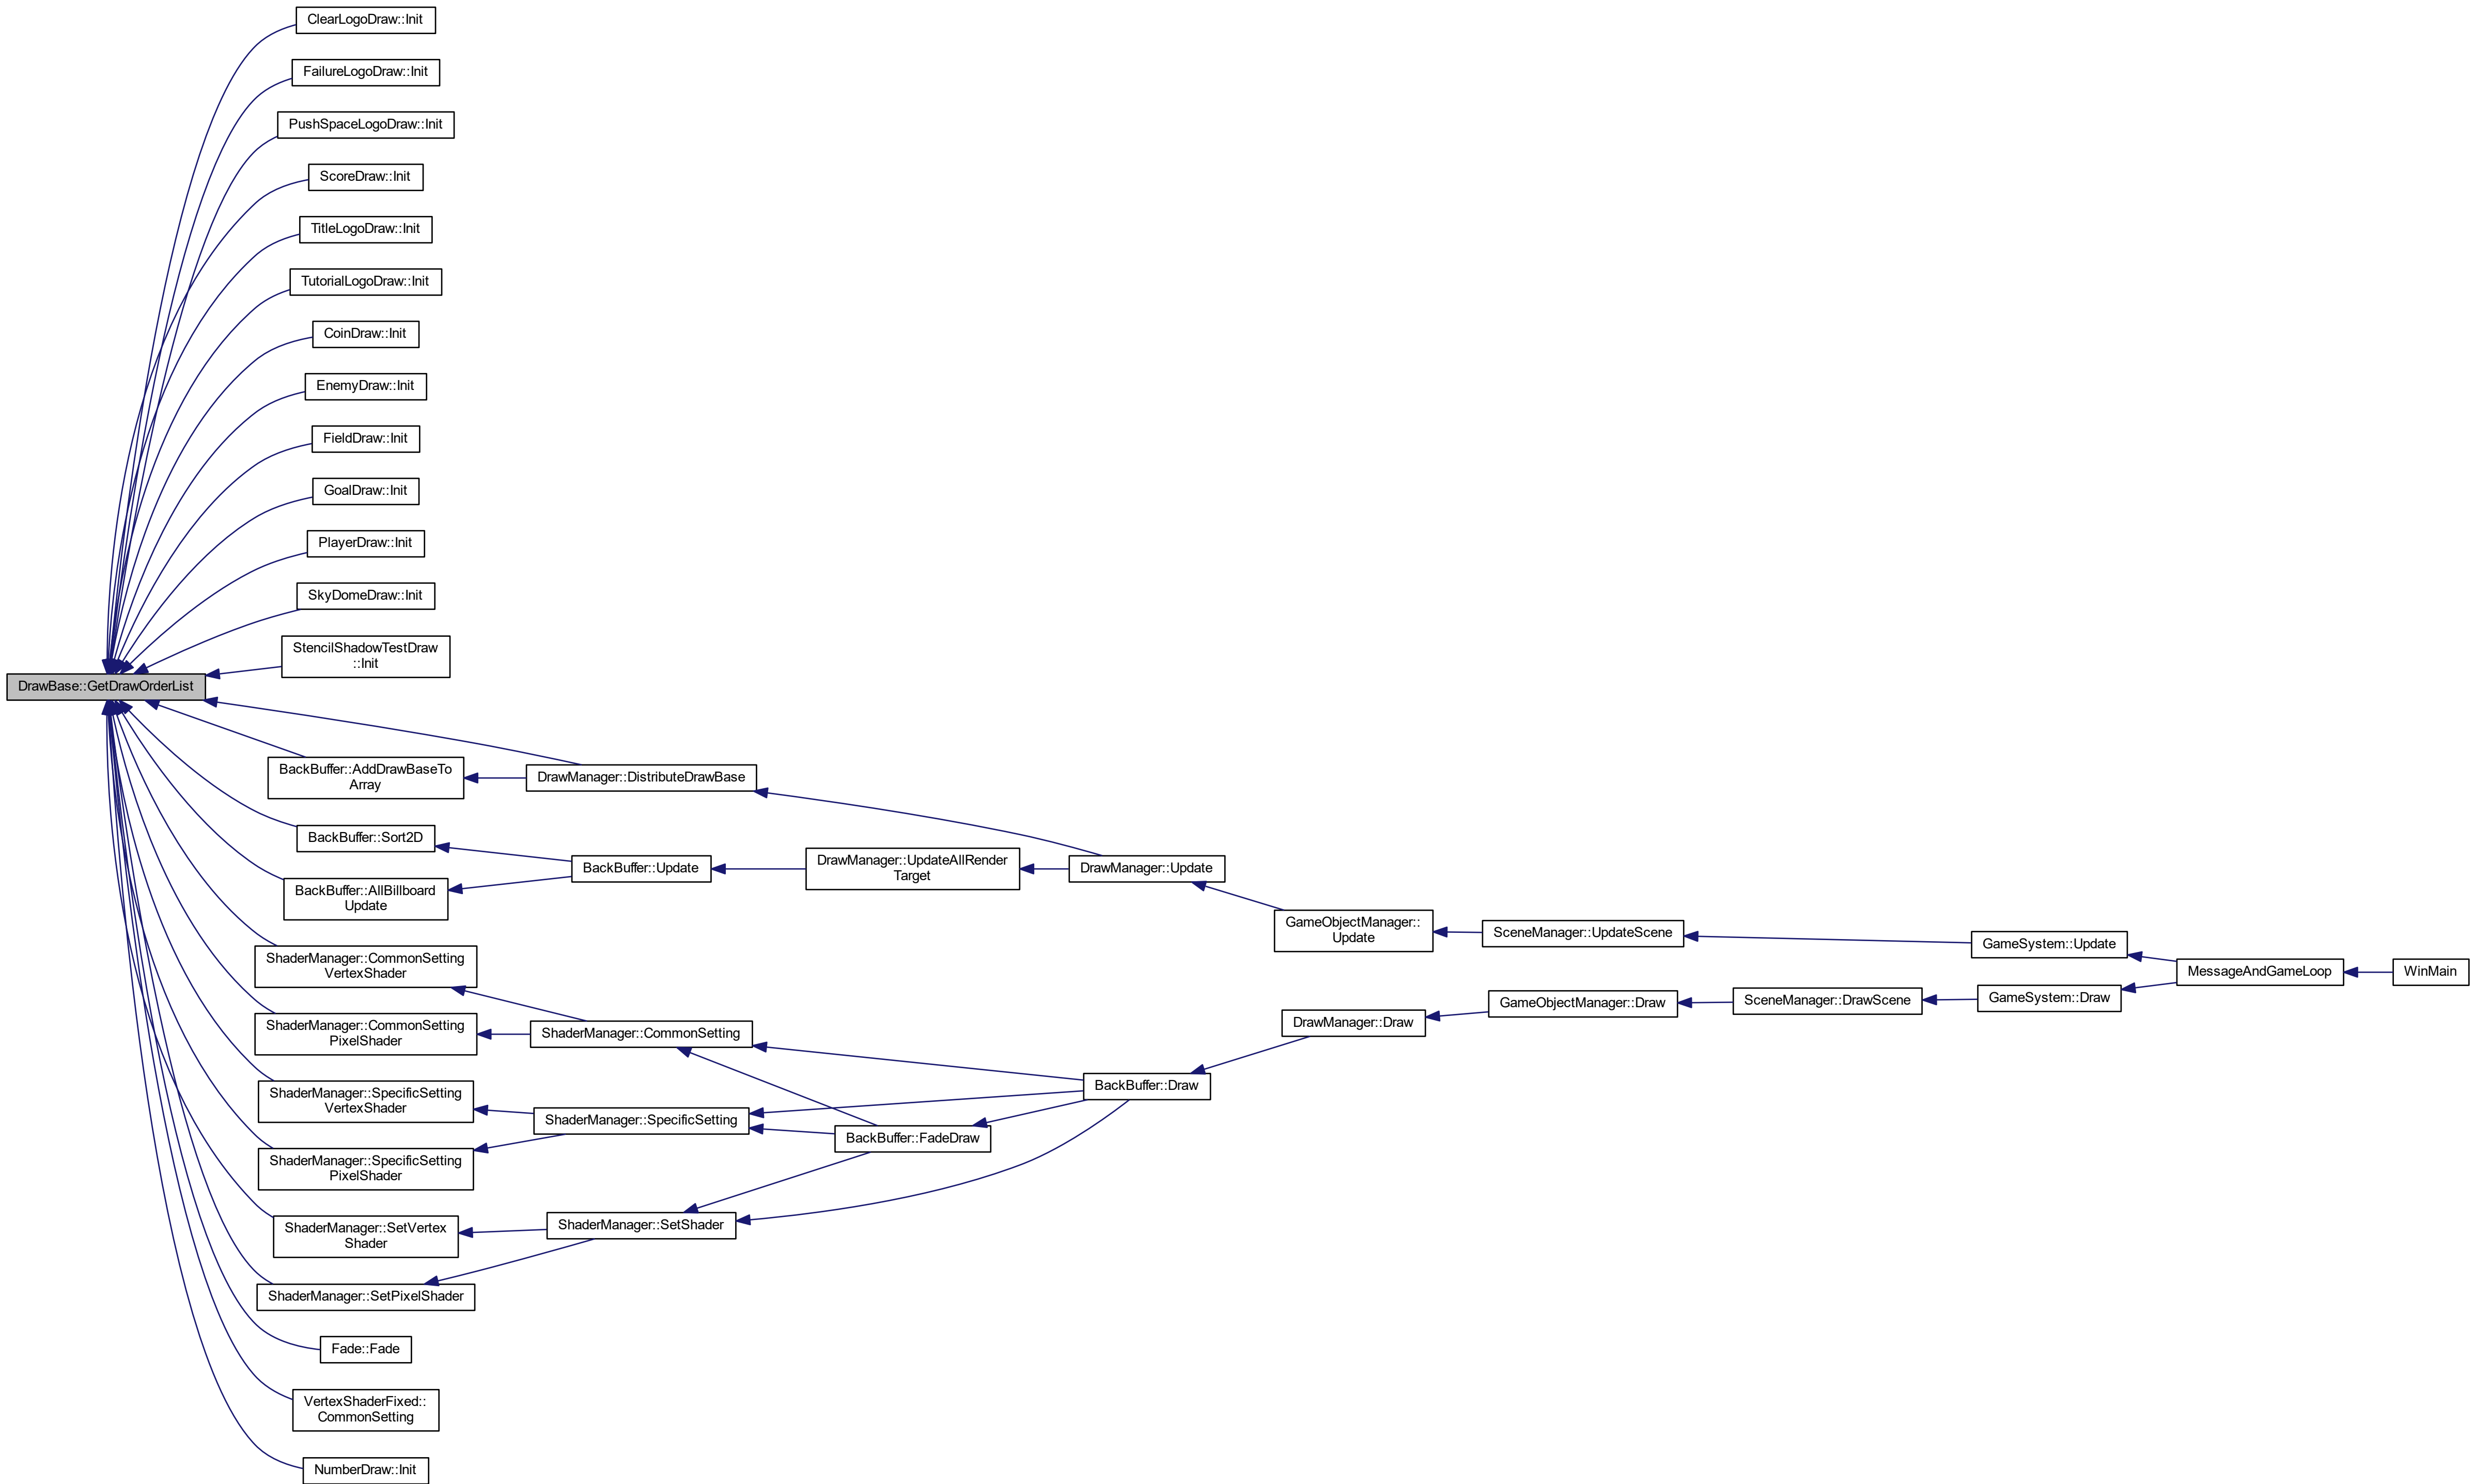 ClearLogoDraw::Init
FailureLogoDraw::Init
PushSpaceLogoDraw::Init
ScoreDraw::Init
TitleLogoDraw::Init
TutorialLogoDraw::Init
CoinDraw::Init
EnemyDraw::Init
FieldDraw::Init
GoalDraw::Init
PlayerDraw::Init
SkyDomeDraw::Init
StencilShadowTestDraw
::Init
DrawBase::GetDrawOrderList
BackBuffer::AddDrawBaseTo
Array
DrawManager::DistributeDrawBase
BackBuffer::Sort2D
BackBuffer::AllBillboard
Update
BackBuffer::Update
DrawManager::UpdateAllRender
Target
DrawManager::Update
GameObjectManager::
Update
SceneManager::UpdateScene
GameSystem::Update
MessageAndGameLoop
WinMain
ShaderManager::CommonSetting
VertexShader
ShaderManager::CommonSetting
PixelShader
ShaderManager::CommonSetting
DrawManager::Draw
GameObjectManager::Draw
SceneManager::DrawScene
GameSystem::Draw
BackBuffer::Draw
ShaderManager::SpecificSetting
VertexShader
ShaderManager::SpecificSetting
BackBuffer::FadeDraw
ShaderManager::SpecificSetting
PixelShader
ShaderManager::SetVertex
Shader
ShaderManager::SetShader
ShaderManager::SetPixelShader
Fade::Fade
VertexShaderFixed::
CommonSetting
NumberDraw::Init